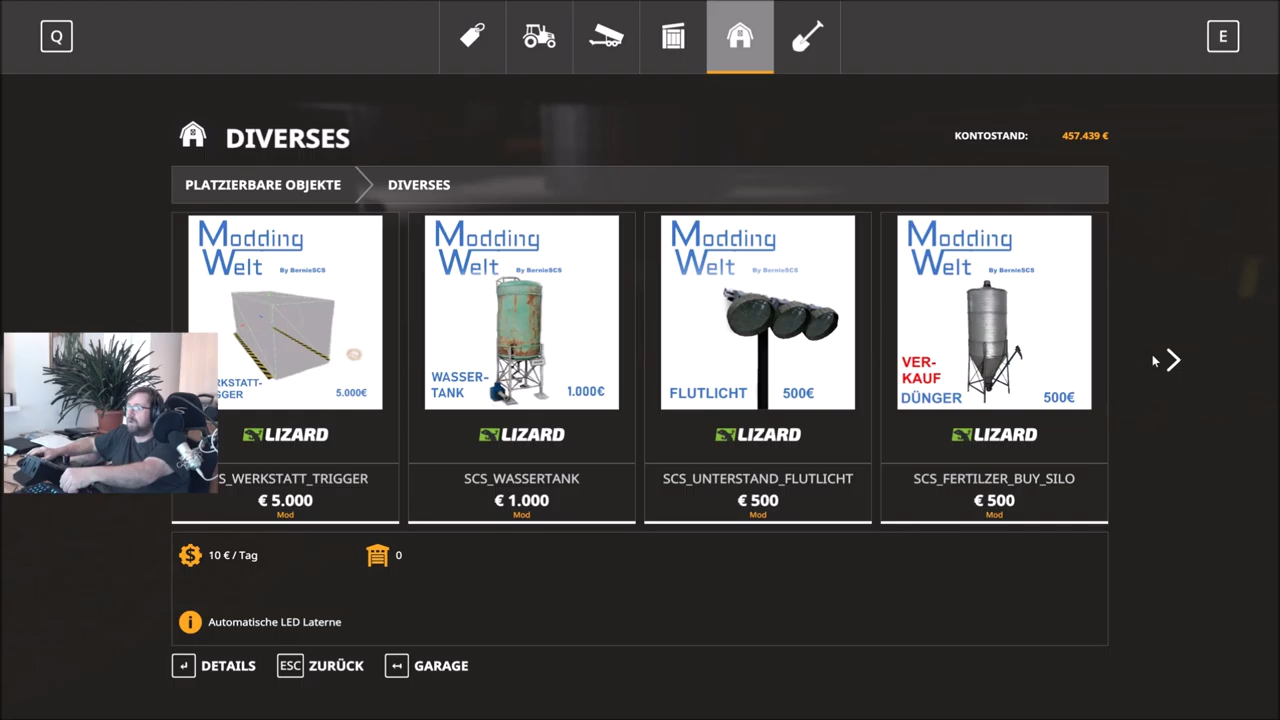 Q
E
DIVERSES
KONTOSTAND: 457.439 €
PLATZIERBARE OBJEKTE DIVERSES
Modding
Welt By BernieSCS
5.000€
LIZARD
S_WERKSTATT_TRIGGER
€ 5.000
Mod
Modding
Welt By BernieSCS
WASSER-
TANK 1.000€
LIZARD
SCS_WASSERTANK
€ 1.000
Mod
Modding
Welt By BernieSCS
FLUTLICHT 500€
LIZARD
SCS_UNTERSTAND_FLUTLICHT
€ 500
Mod
Modding
Welt By BernieSCS
VER-
KAUF
DÜNGER 500€
LIZARD
SCS_FERTILZER_BUY_SILO
€ 500
Mod
10 € / Tag 0
Automatische LED Laterne
DETAILS ESC ZURÜCK GARAGE